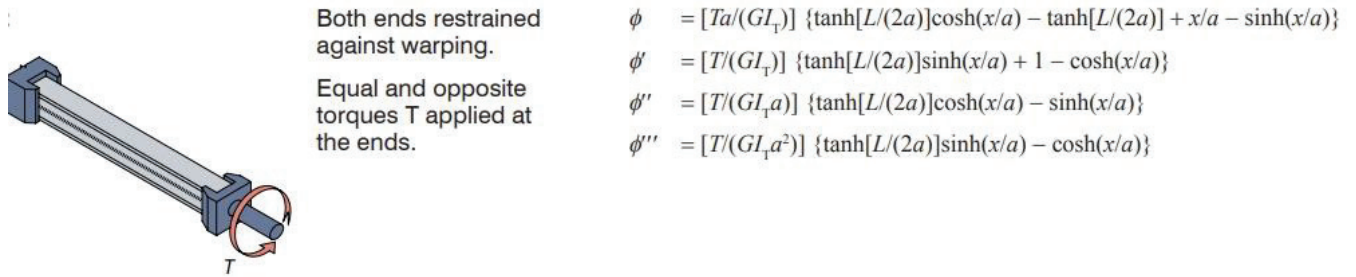 Both ends restrained
against warping.
Equal and opposite
torques T applied at
the ends.
ϕ = [Ta/(GI_T)] {tanh[L/(2a)]cosh(x/a) – tanh[L/(2a)] + x/a – sinh(x/a)}
ϕ' = [T/(GI_T)] {tanh[L/(2a)]sinh(x/a) + 1 – cosh(x/a)}
ϕ'' = [T/(GI_Ta)] {tanh[L/(2a)]cosh(x/a) – sinh(x/a)}
ϕ''' = [T/(GI_Ta²)] {tanh[L/(2a)]sinh(x/a) – cosh(x/a)}
T